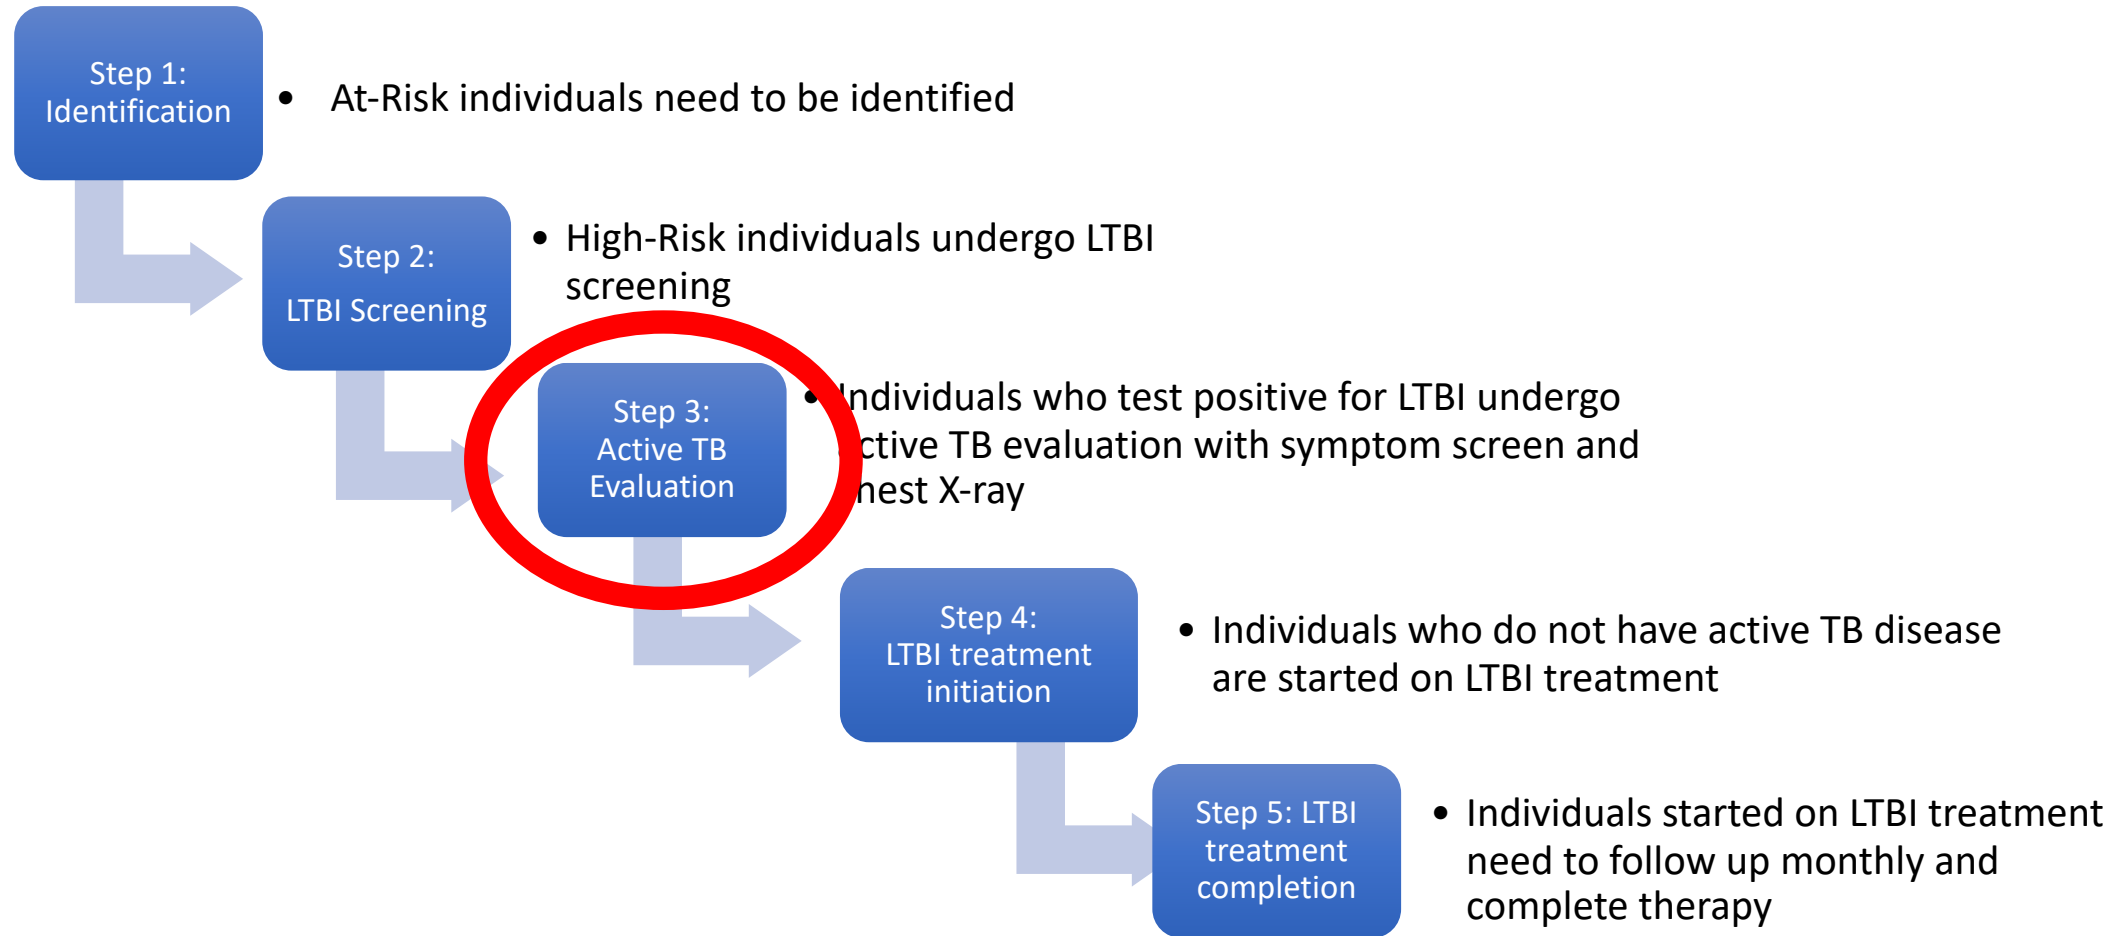 Step 1:
Identification
• At-Risk individuals need to be identified
Step 2:
LTBI Screening
• High-Risk individuals undergo LTBI
screening
Step 3:
Active TB
Evaluation
• Individuals who test positive for LTBI undergo
active TB evaluation with symptom screen and
chest X-ray
Step 4:
LTBI treatment
initiation
• Individuals who do not have active TB disease
are started on LTBI treatment
Step 5: LTBI
treatment
completion
• Individuals started on LTBI treatment
need to follow up monthly and
complete therapy